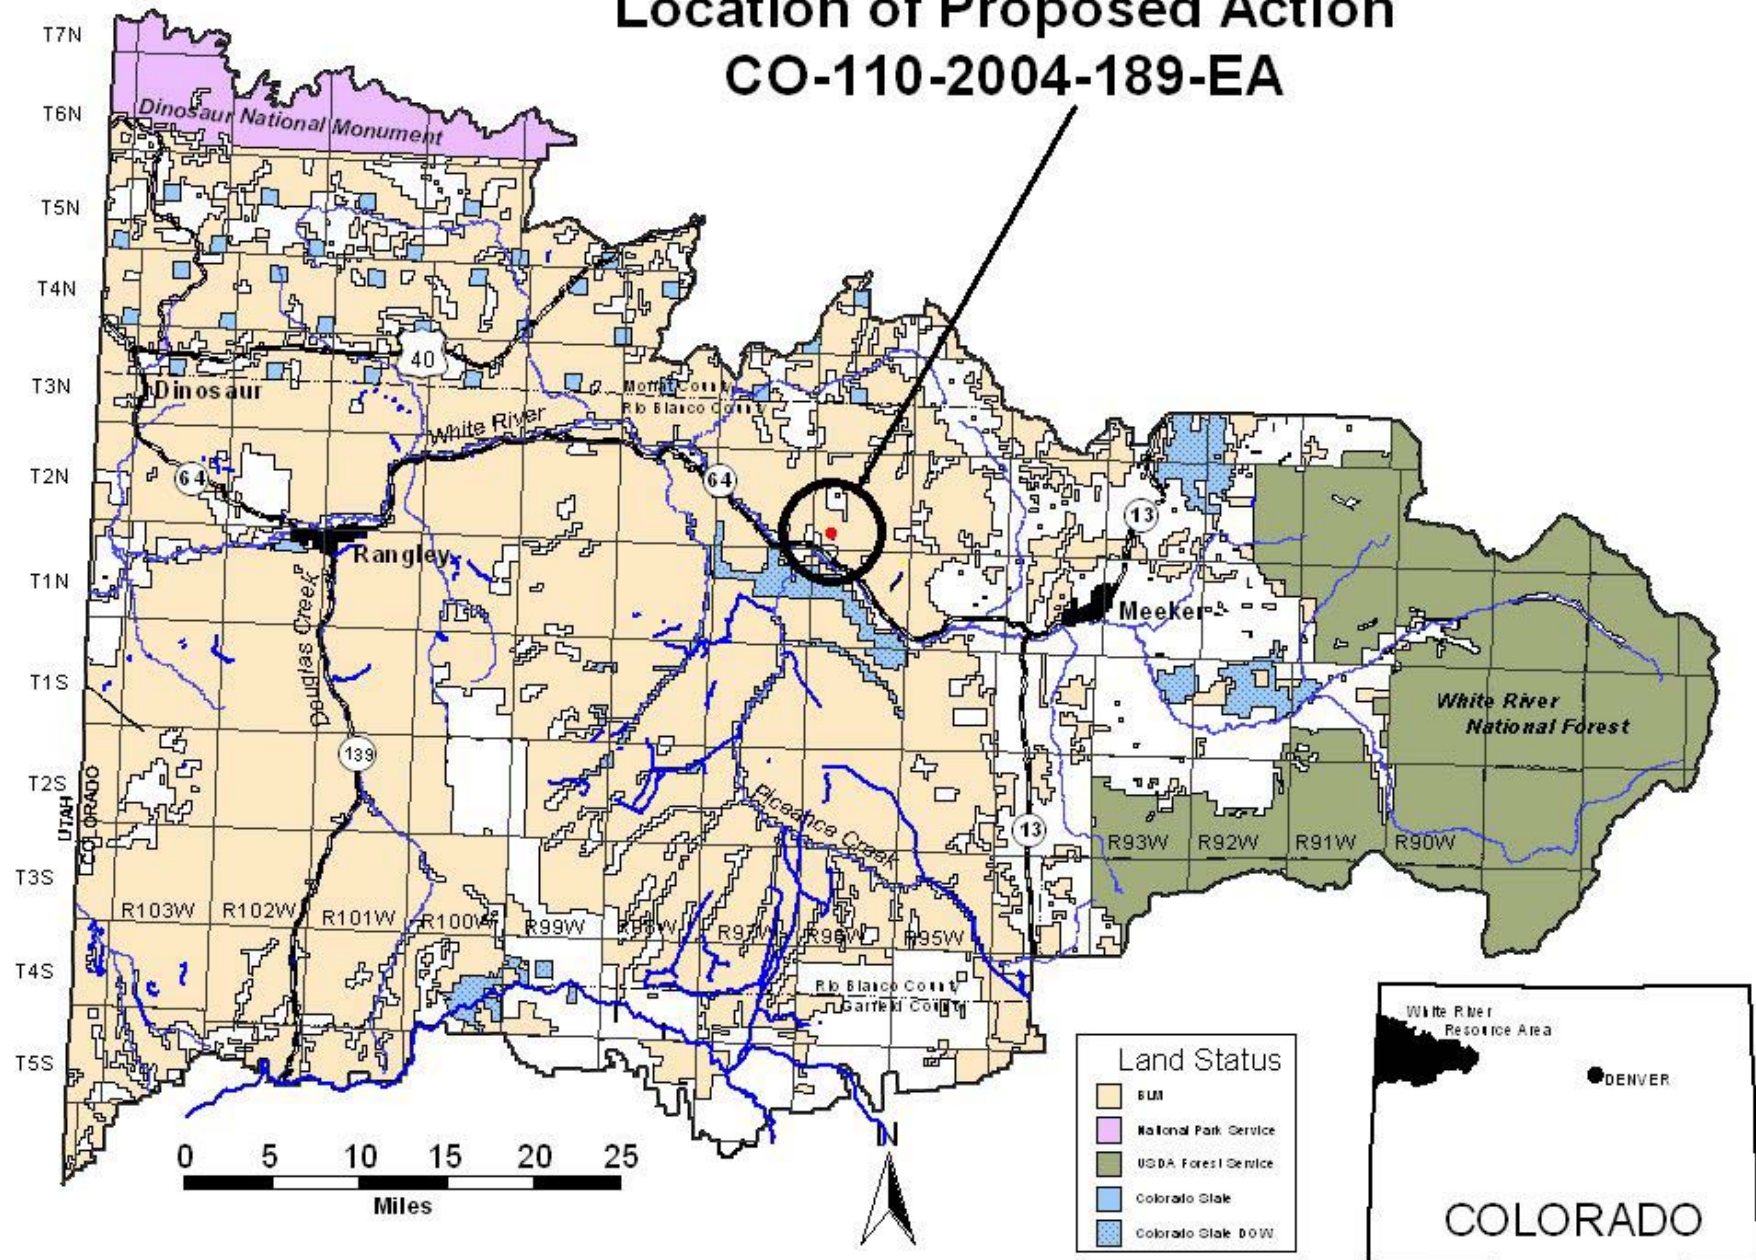 Location of Proposed Action
CO-110-2004-189-EA
T7N
T6N
T5N
T4N
T3N
T2N
T1N
T1S
T2S
T3S
T4S
T5S
Dinosaur National Monument
40
Dinosaur
Moffat County
Rio Blanco County
White River
64
64
13
Rangley
Meeker
Douglas Creek
139
White River
National Forest
UTAH
COLORADO
Piceance Creek
13
R93W
R92W
R91W
R90W
R103W
R102W
R101W
R100W
R99W
R98W
R97W
R96W
R95W
Rio Blanco County
Garfield County
0 5 10 15 20 25
Miles
N
Land Status
BLM
National Park Service
USDA Forest Service
Colorado State
Colorado State DOW
White River
Resource Area
DENVER
COLORADO